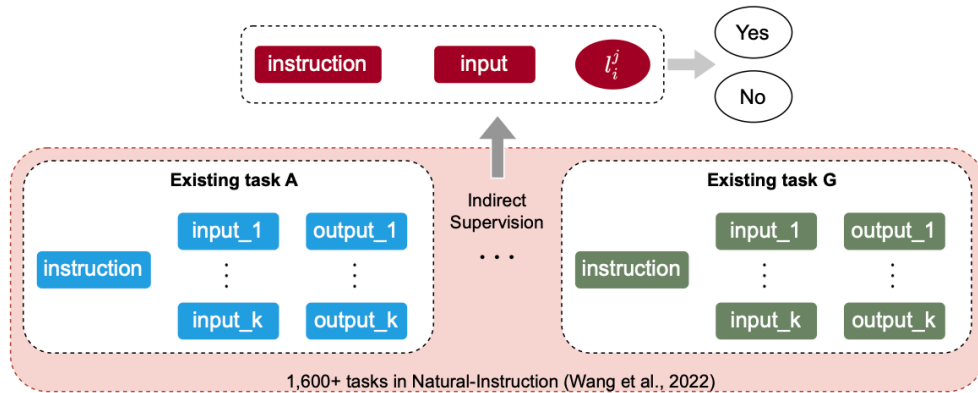 Yes
instruction input $l_i^j$
No
Existing task A Existing task G
Indirect
Supervision
input_1 output_1 input_1 output_1
instruction instruction
input_k output_k input_k output_k
1,600+ tasks in Natural-Instruction (Wang et al., 2022)